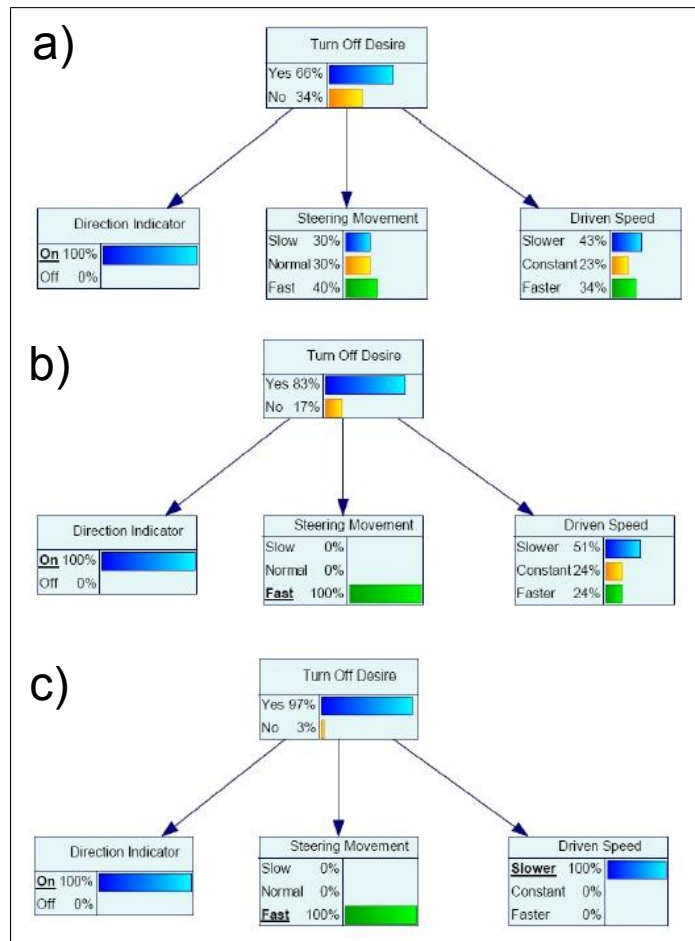 a)
Turn Off Desire
Yes 66%
No 34%
Direction Indicator
On 100%
Off 0%
Steering Movement
Slow 30%
Normal 30%
Fast 40%
Driven Speed
Slower 43%
Constant 23%
Faster 34%
b)
Turn Off Desire
Yes 83%
No 17%
Direction Indicator
On 100%
Off 0%
Steering Movement
Slow 0%
Normal 0%
Fast 100%
Driven Speed
Slower 51%
Constant 24%
Faster 24%
c)
Turn Off Desire
Yes 97%
No 3%
Direction Indicator
On 100%
Off 0%
Steering Movement
Slow 0%
Normal 0%
Fast 100%
Driven Speed
Slower 100%
Constant 0%
Faster 0%